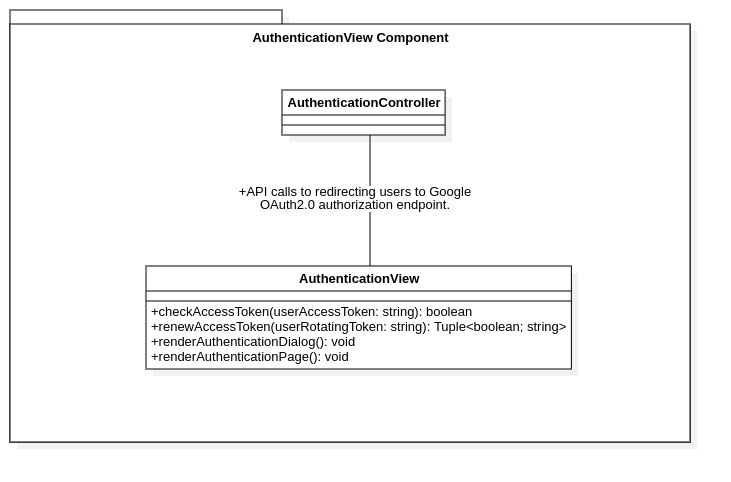 AuthenticationView Component
AuthenticationController
+API calls to redirecting users to Google
OAuth2.0 authorization endpoint.
AuthenticationView
+checkAccessToken(userAccessToken: string): boolean
+renewAccessToken(userRotatingToken: string): Tuple<boolean; string>
+renderAuthenticationDialog(): void
+renderAuthenticationPage(): void